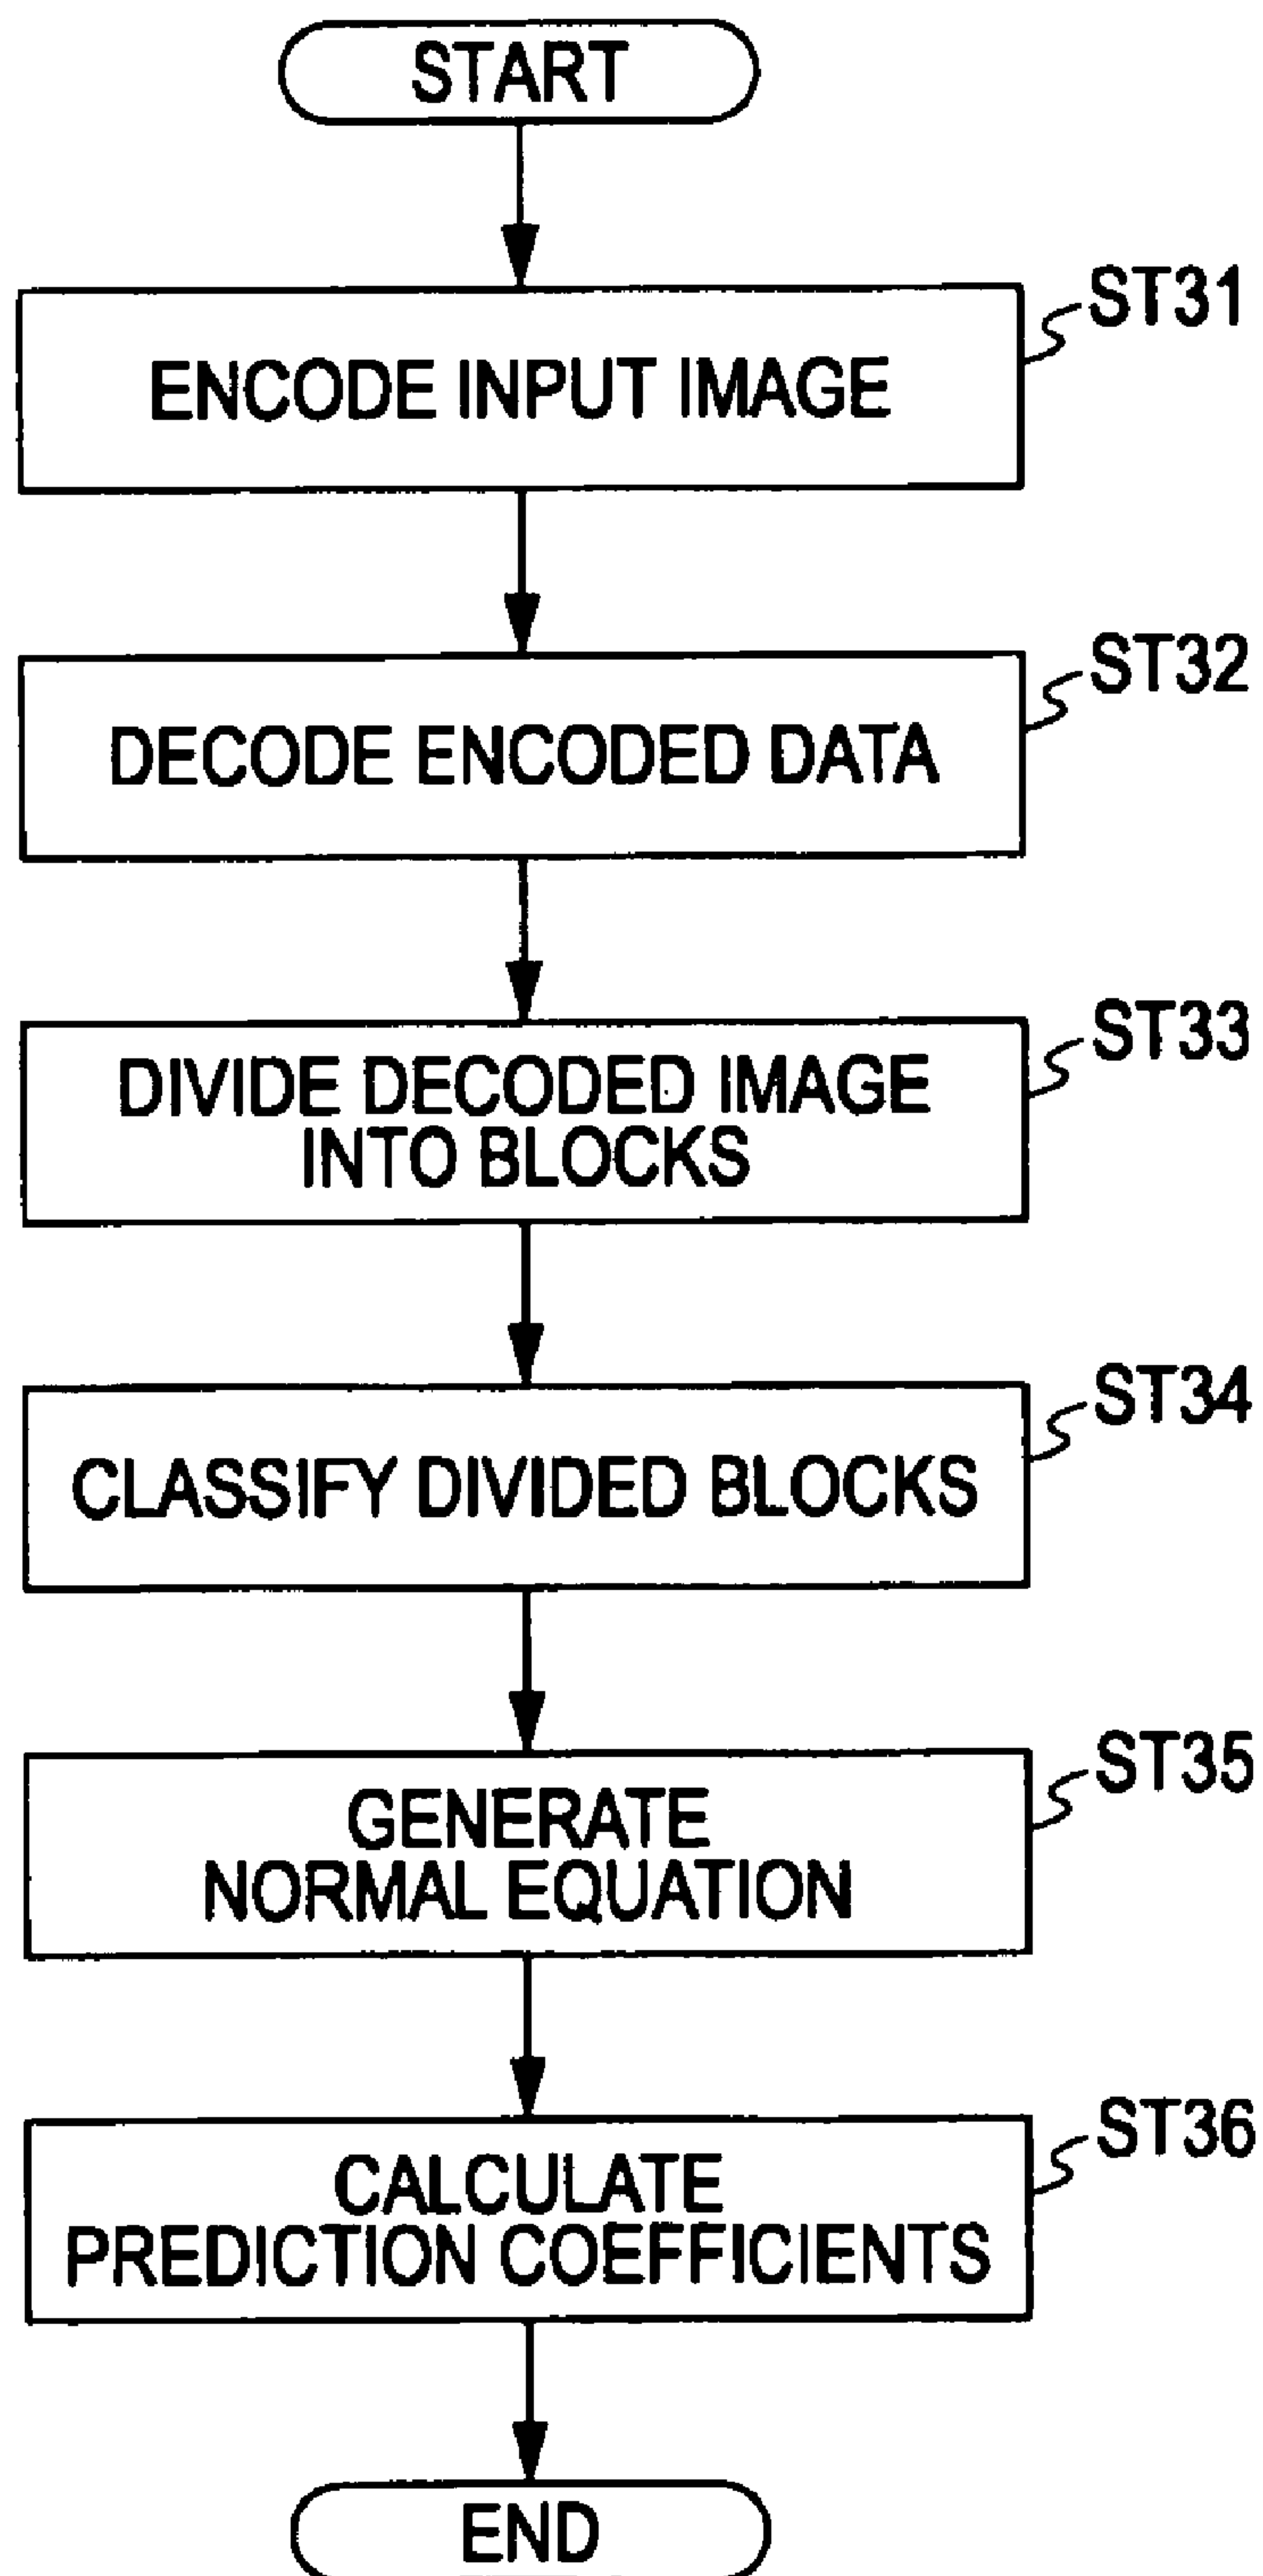 START
ST31
ENCODE INPUT IMAGE
ST32
DECODE ENCODED DATA
ST33
DIVIDE DECODED IMAGE
INTO BLOCKS
ST34
CLASSIFY DIVIDED BLOCKS
ST35
GENERATE
NORMAL EQUATION
ST36
CALCULATE
PREDICTION COEFFICIENTS
END